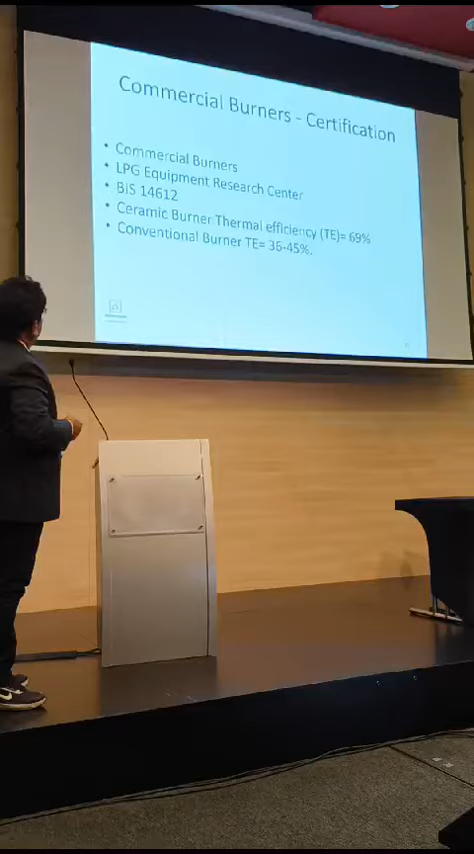 Commercial Burners - Certification
• Commercial Burners
• LPG Equipment Research Center
• BiS 14612
• Ceramic Burner Thermal efficiency (TE)= 69%
• Conventional Burner TE= 36-45%.